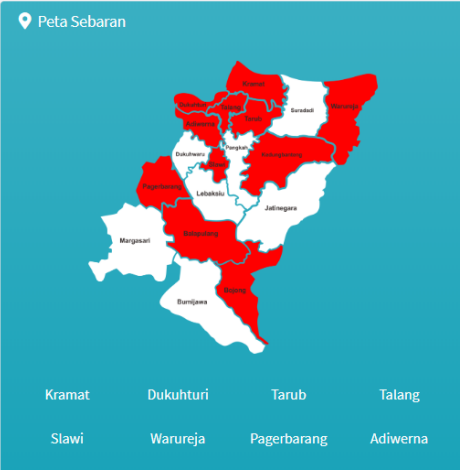 Peta Sebaran
Kramat
Suradadi
Warureja
Dukuhturi
Talang
Tarub
Adiwerna
Pangkah
Dukuhwaru
Slawi
Kedungbanteng
Pagerbarang
Lebaksiu
Jatinegara
Balapulang
Margasari
Bojong
Bumijawa
Kramat Dukuhturi Tarub Talang
Slawi Warureja Pagerbarang Adiwerna